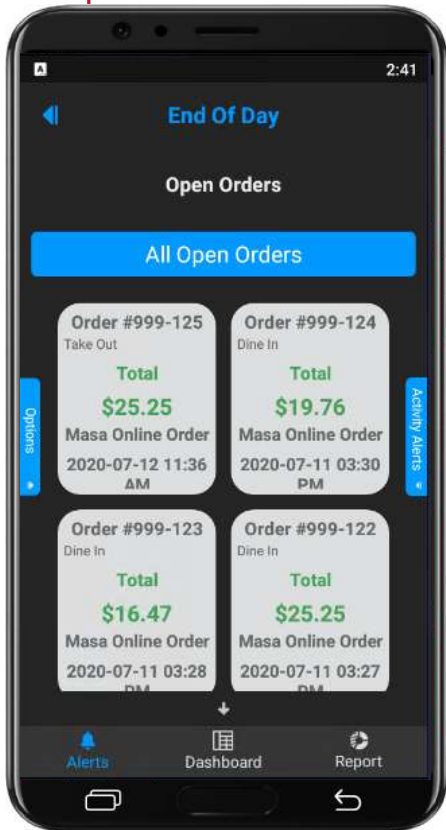 A
2:41
End Of Day
Open Orders
All Open Orders
Order #999-125
Take Out
Total
$25.25
Masa Online Order
2020-07-12 11:36
AM
Order #999-124
Dine In
Total
$19.76
Masa Online Order
2020-07-11 03:30
PM
Options
Activity Alerts
Order #999-123
Dine In
Total
$16.47
Masa Online Order
2020-07-11 03:28
PM
Order #999-122
Dine In
Total
$25.25
Masa Online Order
2020-07-11 03:27
PM
Alerts
Dashboard
Report